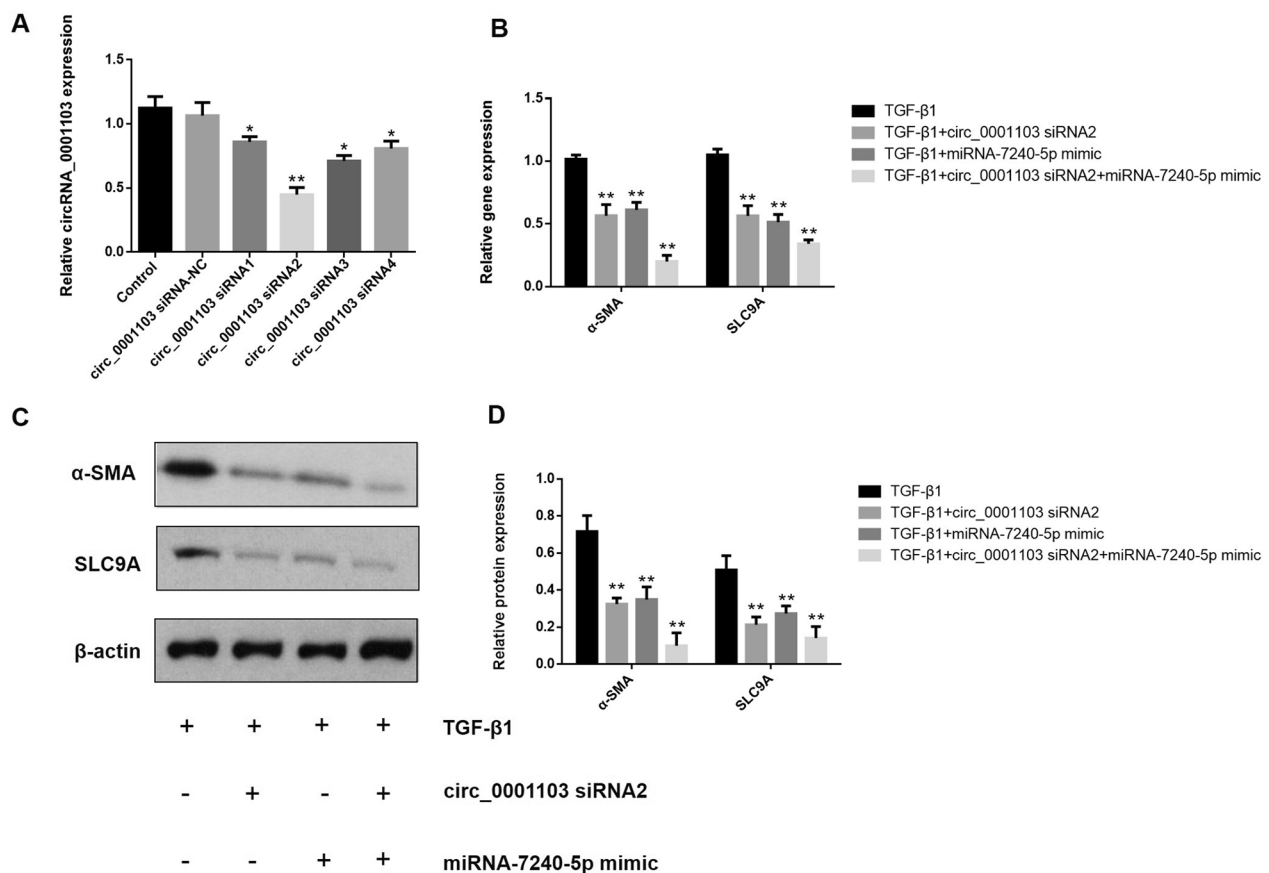 A
Relative circRNA_0001103 expression
1.5
1.0
0.5
0.0
*
**
*
*
Control
circ_0001103 siRNA-NC
circ_0001103 siRNA1
circ_0001103 siRNA2
circ_0001103 siRNA3
circ_0001103 siRNA4
B
Relative gene expression
1.5
1.0
0.5
0.0
** ** **
** ** **
α-SMA
SLC9A
TGF-β1
TGF-β1+circ_0001103 siRNA2
TGF-β1+miRNA-7240-5p mimic
TGF-β1+circ_0001103 siRNA2+miRNA-7240-5p mimic
C
α-SMA
SLC9A
β-actin
+ + + + TGF-β1
- + - + circ_0001103 siRNA2
- - + + miRNA-7240-5p mimic
D
Relative protein expression
1.0
0.8
0.6
0.4
0.2
0.0
** ** **
** ** **
α-SMA
SLC9A
TGF-β1
TGF-β1+circ_0001103 siRNA2
TGF-β1+miRNA-7240-5p mimic
TGF-β1+circ_0001103 siRNA2+miRNA-7240-5p mimic